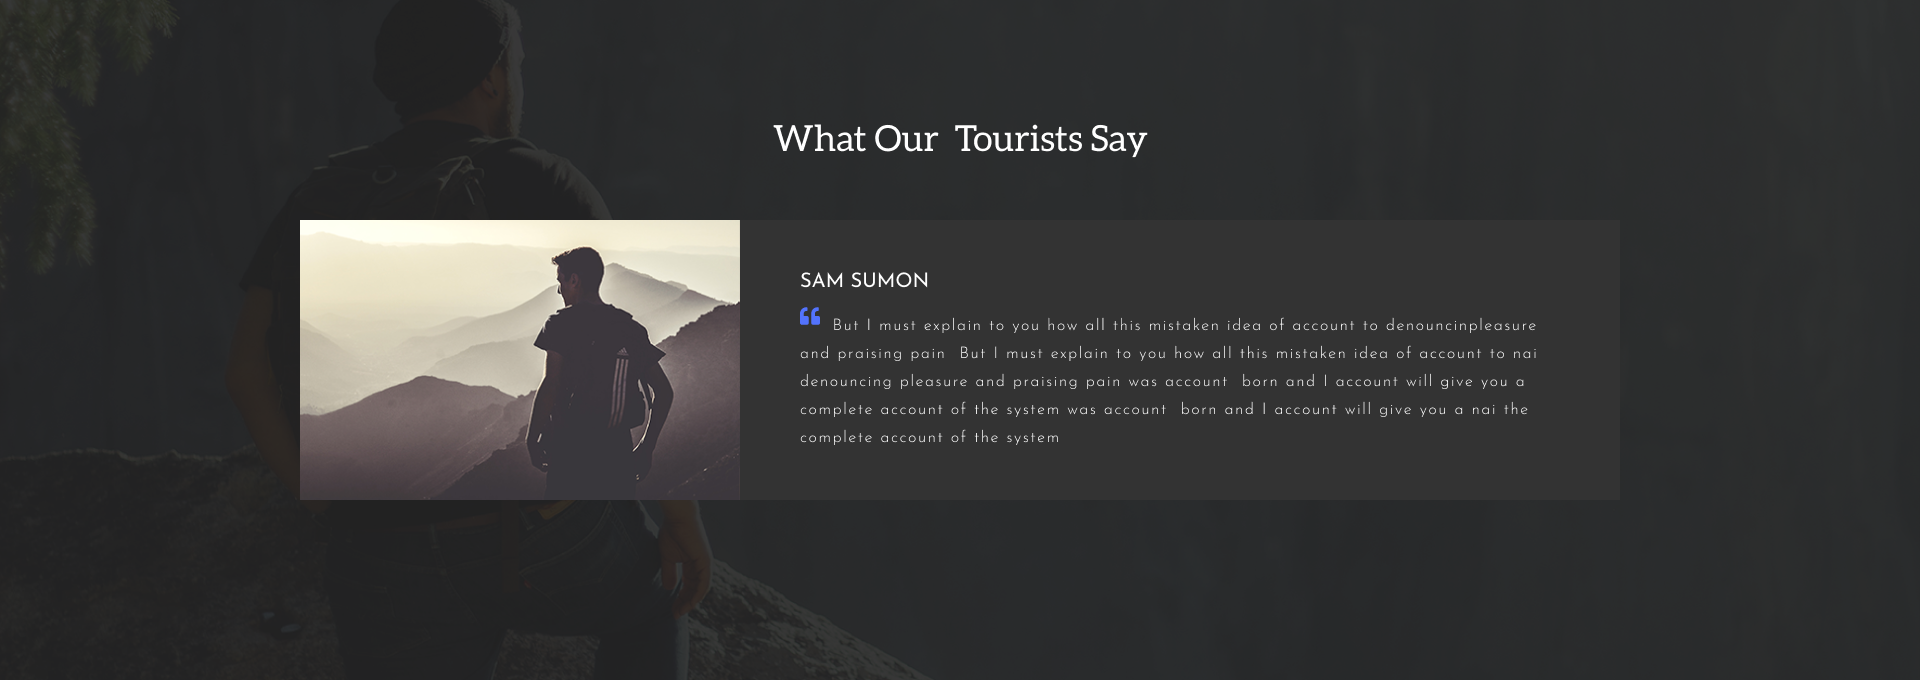 What Our  Tourists Say
SAM SUMON
“ But I must explain to you how all this mistaken idea of account to denouncinpleasure
and praising pain  But I must explain to you how all this mistaken idea of account to nai
denouncing pleasure and praising pain was account  born and I account will give you a
complete account of the system was account  born and I account will give you a nai the
complete account of the system